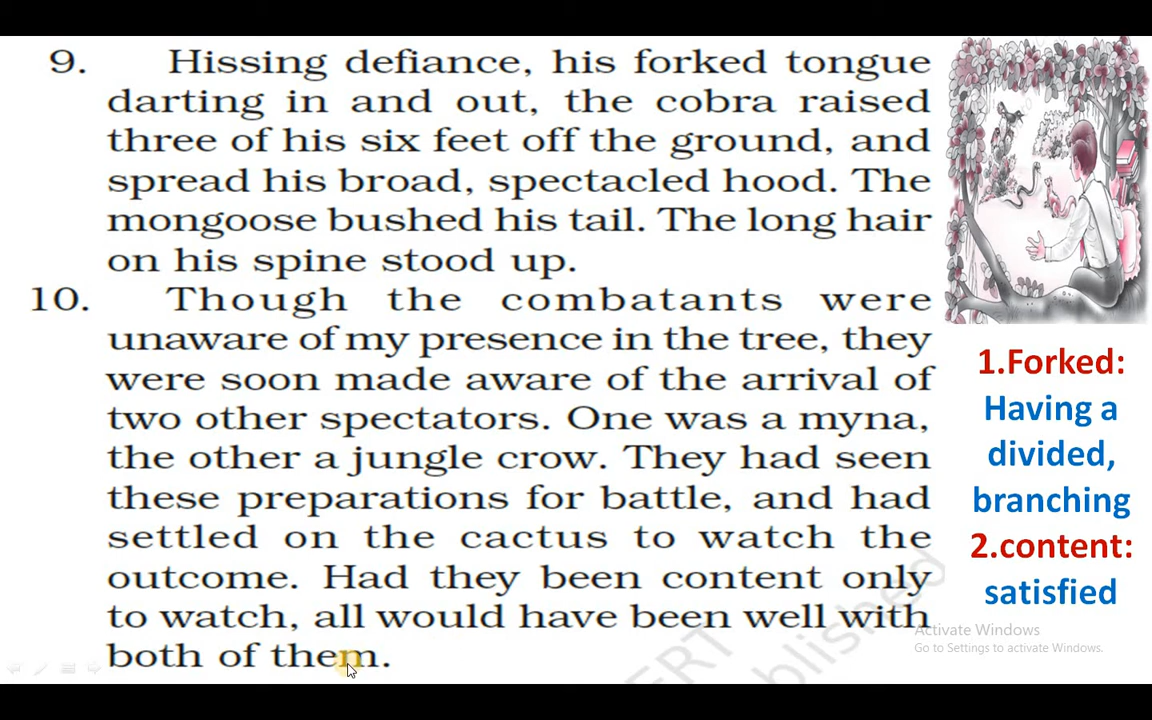 9. Hissing defiance, his forked tongue
darting in and out, the cobra raised
three of his six feet off the ground, and
spread his broad, spectacled hood. The
mongoose bushed his tail. The long hair
on his spine stood up.
10. Though the combatants were
unaware of my presence in the tree, they
were soon made aware of the arrival of
two other spectators. One was a myna,
the other a jungle crow. They had seen
these preparations for battle, and had
settled on the cactus to watch the
outcome. Had they been content only
to watch, all would have been well with
both of them.
1.Forked:
Having a
divided,
branching
2.content:
satisfied
Activate Windows
Go to Settings to activate Windows.